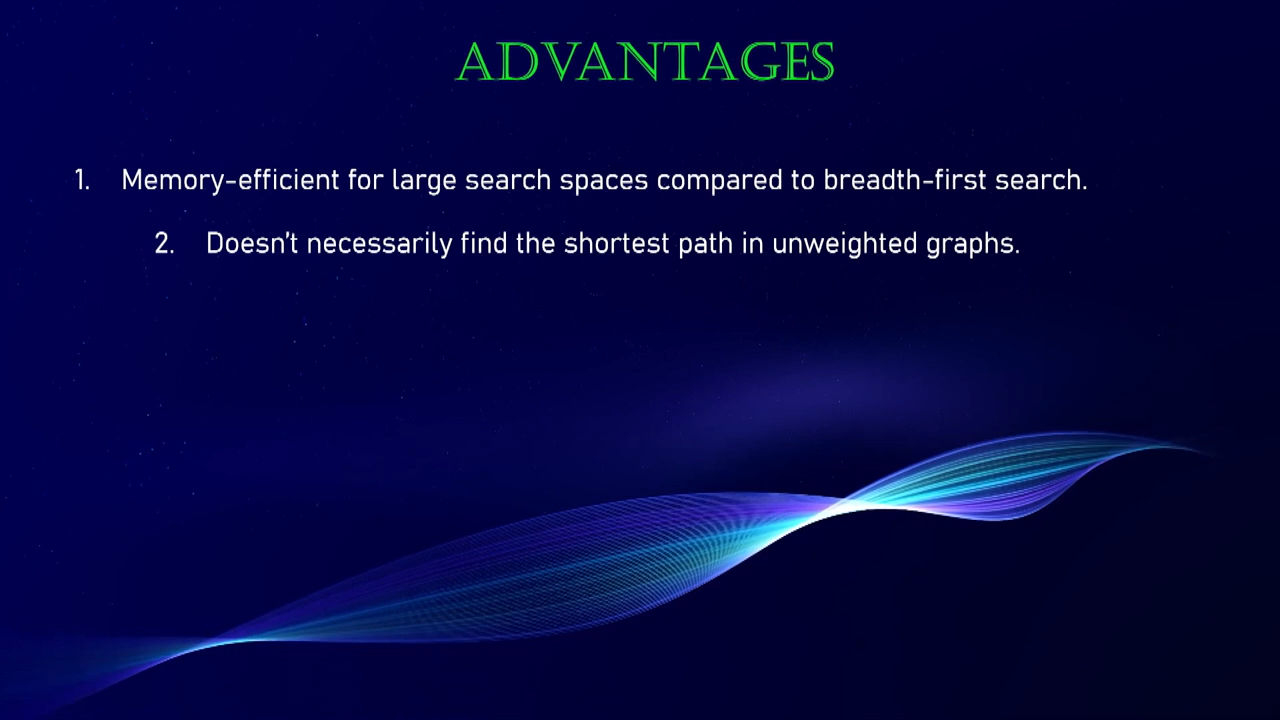 ADVANTAGES
1. Memory-efficient for large search spaces compared to breadth-first search.
2. Doesn't necessarily find the shortest path in unweighted graphs.